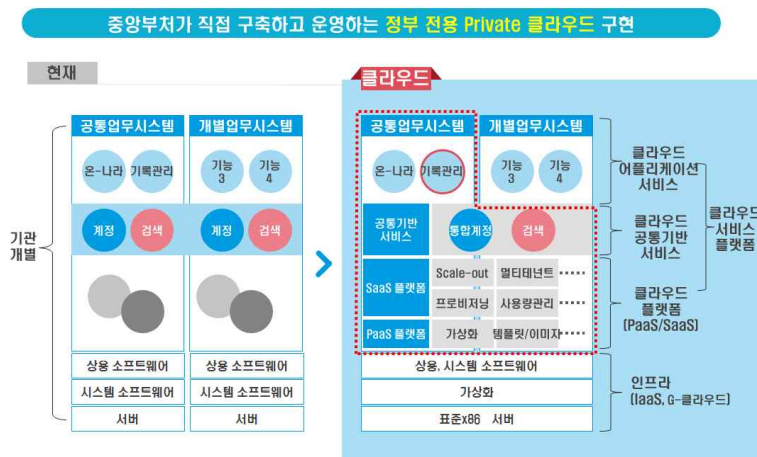 중앙부처가 직접 구축하고 운영하는 정부 전용 Private 클라우드 구현
현재
공통업무시스템 개별업무시스템
온-나라 기록관리 기능 3 기능 4
계정 검색 계정 검색
기관 개별
상용 소프트웨어 상용 소프트웨어
시스템 소프트웨어 시스템 소프트웨어
서버 서버
클라우드
공통업무시스템 개별업무시스템
온-나라 기록관리 기능 3 기능 4
공통기반 서비스 통합계정 검색
SaaS 플랫폼 Scale-out 멀티테넌트
프로비저닝 사용량관리
PaaS 플랫폼 가상화 템플릿/이미지
상용, 시스템 소프트웨어
가상화
표준x86 서버
클라우드
어플리케이션
서비스
클라우드
공통기반
서비스
클라우드
플랫폼
(PaaS/SaaS)
클라우드
서비스
플랫폼
인프라
(IaaS, G-클라우드)